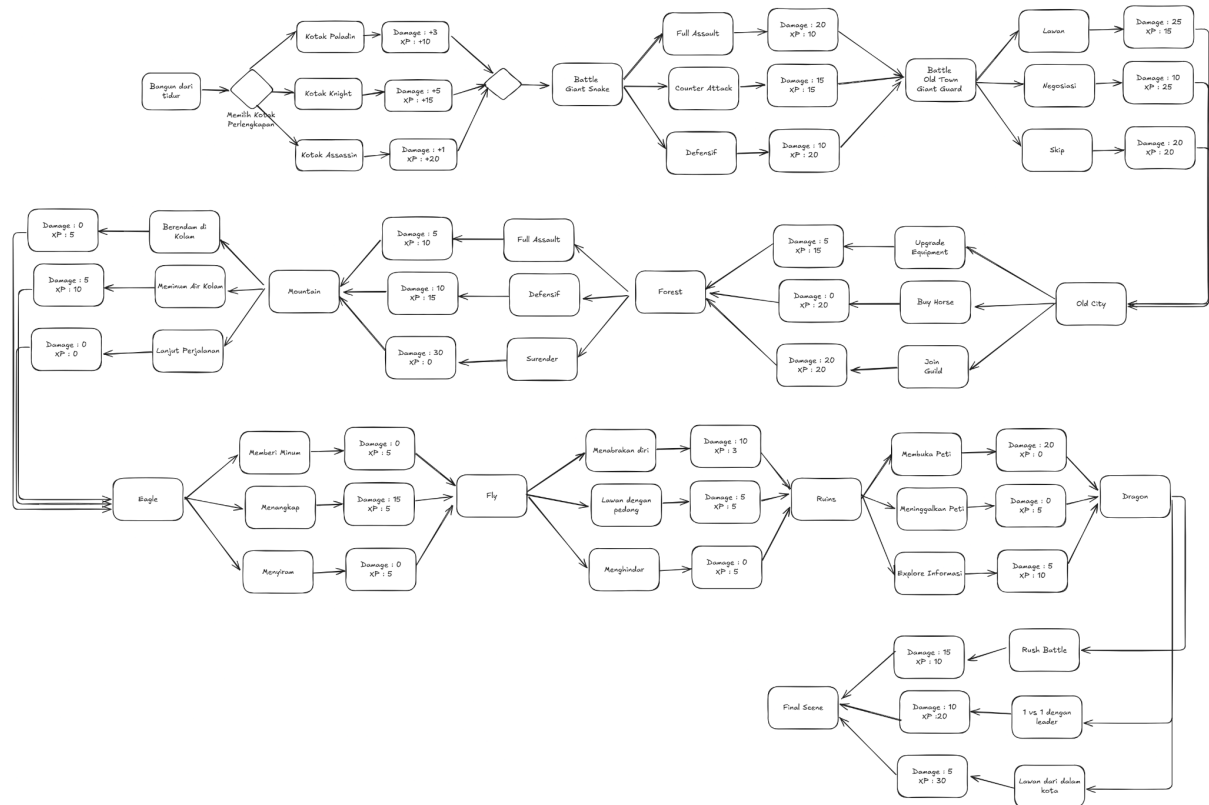 Bangun dari
tidur
Memilih Kotak
Perlengkapan
Kotak Paladin
Damage : +3
XP : +10
Kotak Knight
Damage : +5
XP : +15
Kotak Assassin
Damage : +1
XP : +20
Battle
Giant Snake
Full Assault
Damage : 20
XP : 10
Counter Attack
Damage : 15
XP : 15
Defensif
Damage : 10
XP : 20
Battle
Old Town
Giant Guard
Lawan
Damage : 25
XP : 15
Negosiasi
Damage : 10
XP : 25
Skip
Damage : 20
XP : 20
Old City
Upgrade
Equipment
Damage : 5
XP : 15
Buy Horse
Damage : 0
XP : 20
Join
Guild
Damage : 20
XP : 20
Forest
Full Assault
Damage : 5
XP : 10
Defensif
Damage : 10
XP : 15
Surender
Damage : 30
XP : 0
Mountain
Berendam di
Kolam
Damage : 0
XP : 5
Meminum Air Kolam
Damage : 5
XP : 10
Lanjut Perjalanan
Damage : 0
XP : 0
Eagle
Memberi Minum
Damage : 0
XP : 5
Menangkap
Damage : 15
XP : 5
Menyiram
Damage : 0
XP : 5
Fly
Menabrakan diri
Damage : 10
XP : 3
Lawan dengan
pedang
Damage : 5
XP : 5
Menghindar
Damage : 0
XP : 5
Ruins
Membuka Peti
Damage : 20
XP : 0
Meninggalkan Peti
Damage : 0
XP : 5
Explore Informasi
Damage : 5
XP : 10
Dragon
Rush Battle
Damage : 15
XP : 10
1 vs 1 dengan
leader
Damage : 10
XP :20
Lawan dari dalam
kota
Damage : 5
XP : 30
Final Scene